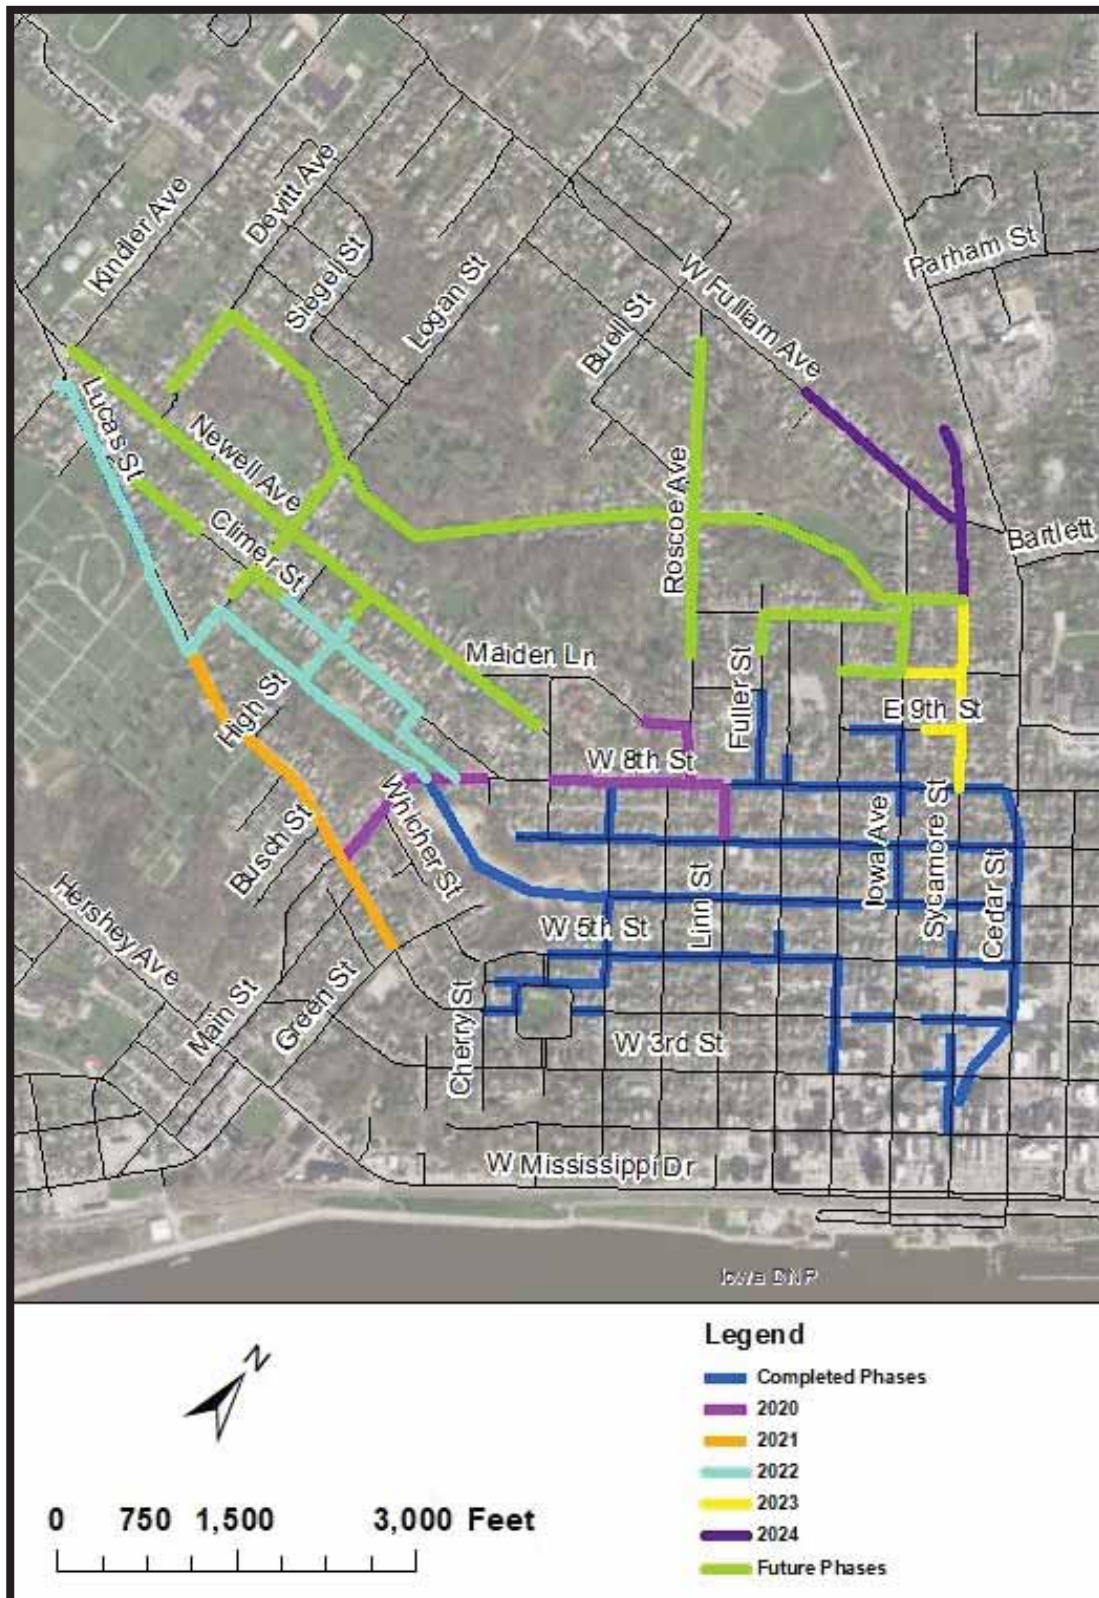 Kindler Ave
Devitt Ave
Siegel St
Logan St
Parham St
W Fulliam Ave
Buell St
Lucas St
Newell Ave
Climer St
Roscoe Ave
Bartlett
Maiden Ln
High St
Fuller St
E 9th St
W 8th St
Whicher St
Busch St
Iowa Ave
Sycamore St
Cedar St
Linn St
W 5th St
Hershey Ave
Main St
Green St
Cherry St
W 3rd St
W Mississippi Dr
Iowa DNR
N
0 750 1,500 3,000 Feet
Legend
Completed Phases
2020
2021
2022
2023
2024
Future Phases